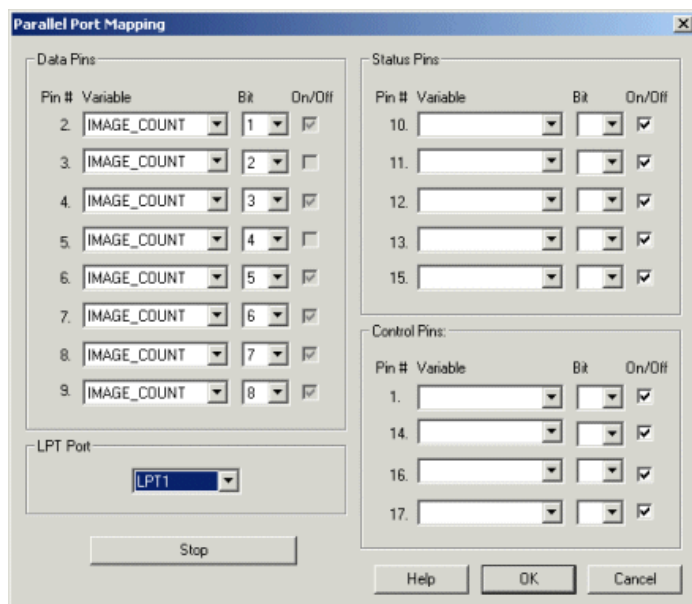 Parallel Port Mapping
Data Pins
Pin # Variable Bit On/Off
2. IMAGE_COUNT 1
3. IMAGE_COUNT 2
4. IMAGE_COUNT 3
5. IMAGE_COUNT 4
6. IMAGE_COUNT 5
7. IMAGE_COUNT 6
8. IMAGE_COUNT 7
9. IMAGE_COUNT 8
LPT Port
LPT1
Stop
Status Pins
Pin # Variable Bit On/Off
10.
11.
12.
13.
15.
Control Pins:
Pin # Variable Bit On/Off
1.
14.
16.
17.
Help OK Cancel